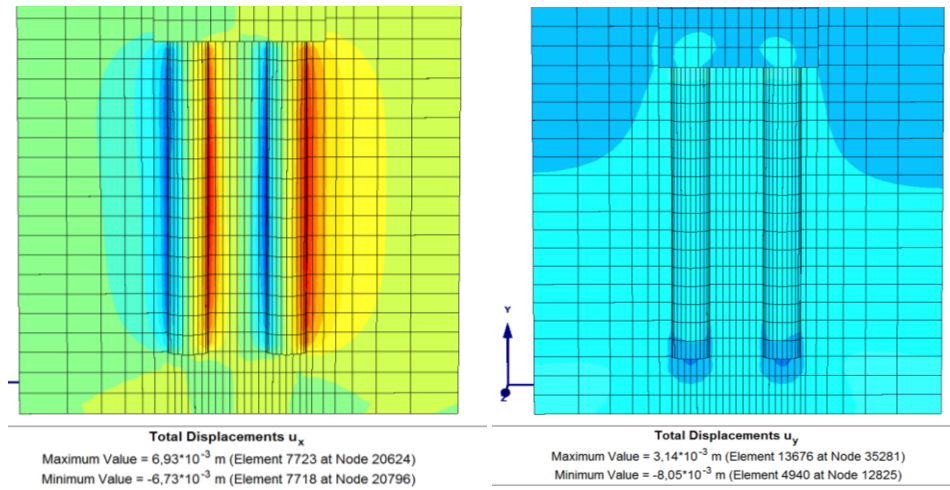 Total Displacements uₓ
Maximum Value = 6,93*10⁻³ m (Element 7723 at Node 20624)
Minimum Value = -6,73*10⁻³ m (Element 7718 at Node 20796)
Y
Z
Total Displacements uᵧ
Maximum Value = 3,14*10⁻³ m (Element 13676 at Node 35281)
Minimum Value = -8,05*10⁻³ m (Element 4940 at Node 12825)